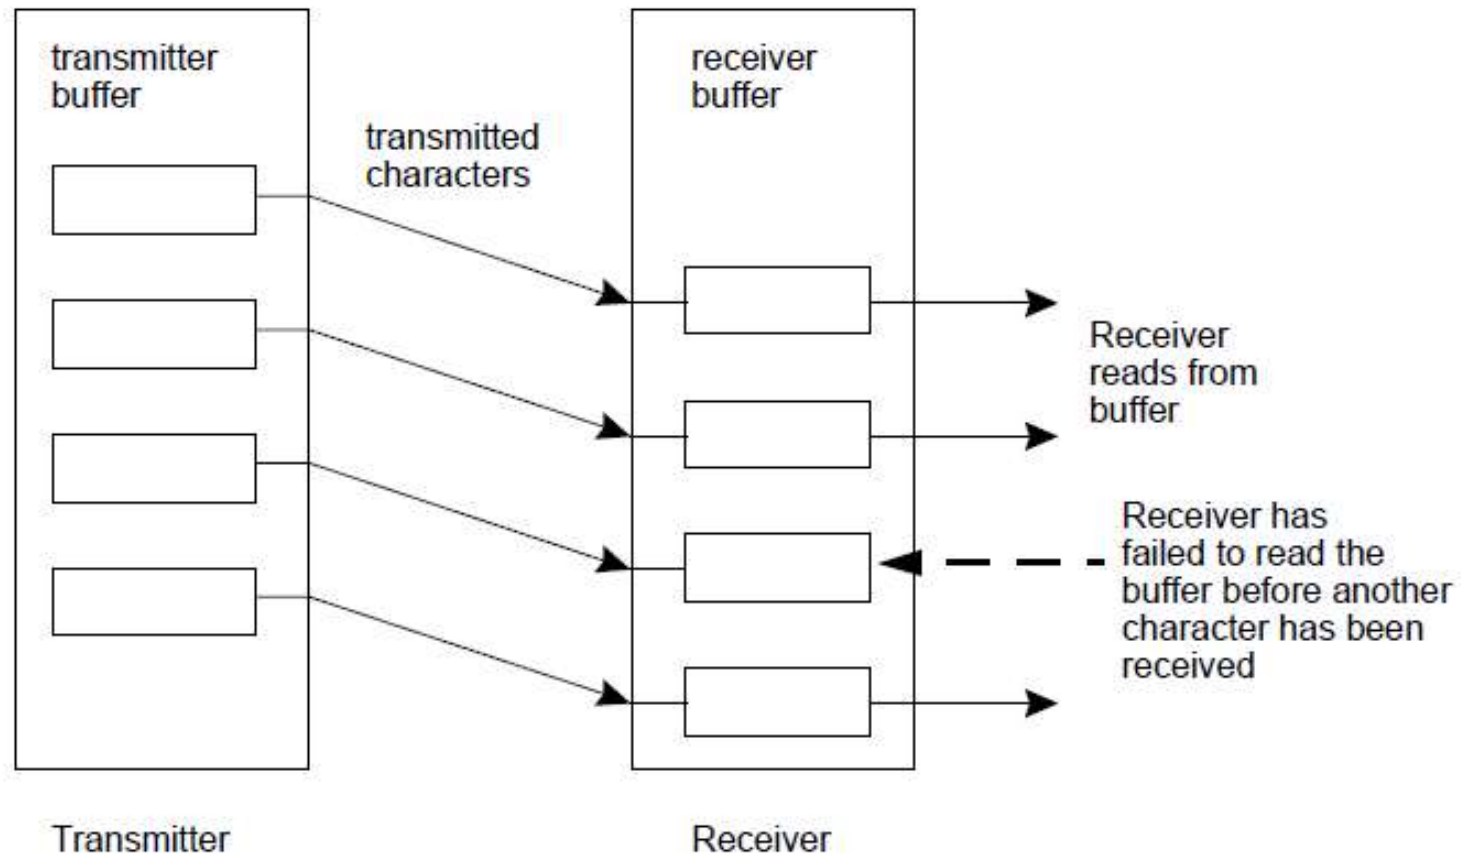 transmitter
buffer
transmitted
characters
receiver
buffer
Receiver
reads from
buffer
Receiver has
failed to read the
buffer before another
character has been
received
Transmitter
Receiver